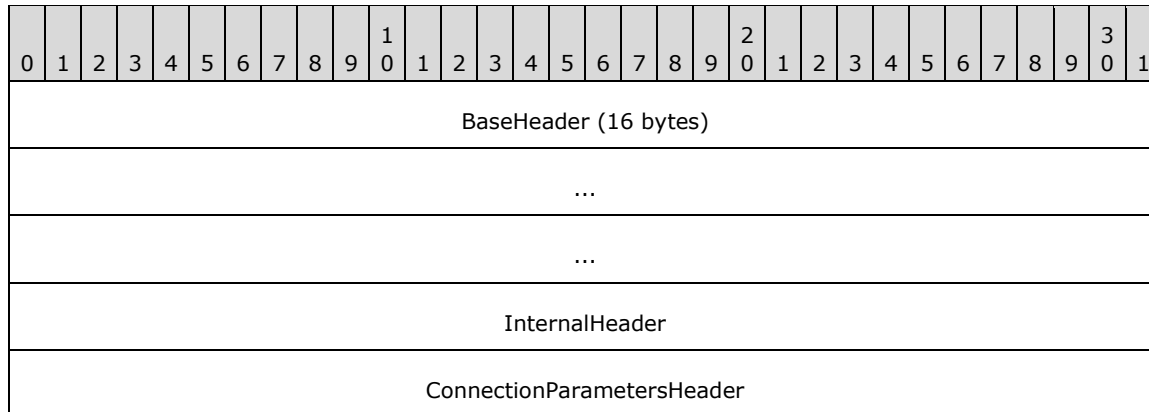 1 2 3
0 1 2 3 4 5 6 7 8 9 0 1 2 3 4 5 6 7 8 9 0 1 2 3 4 5 6 7 8 9 0 1
BaseHeader (16 bytes)
...
...
InternalHeader
ConnectionParametersHeader